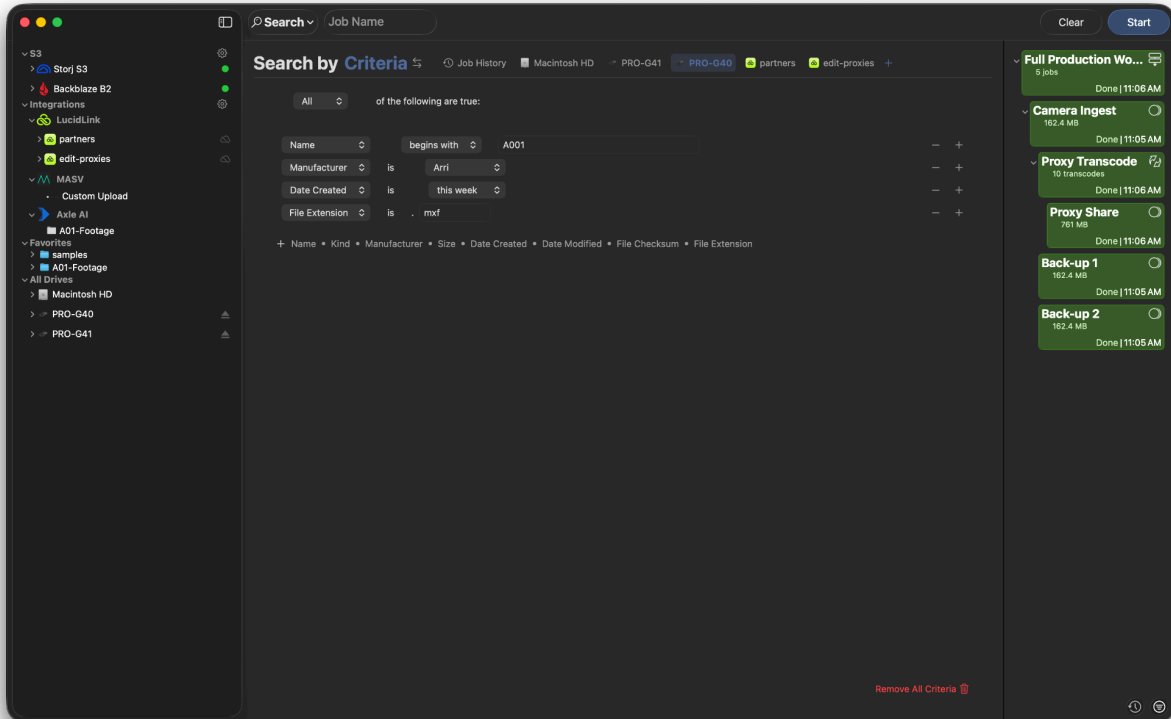 Search
Job Name
Clear
Start
S3
Storj S3
Backblaze B2
Integrations
LucidLink
partners
edit-proxies
MASV
Custom Upload
Axle AI
A01-Footage
Favorites
samples
A01-Footage
All Drives
Macintosh HD
PRO-G40
PRO-G41
Search by Criteria
Job History
Macintosh HD
PRO-G41
PRO-G40
partners
edit-proxies
All of the following are true:
Name begins with A001
Manufacturer is Arri
Date Created is this week
File Extension is . mxf
+ Name • Kind • Manufacturer • Size • Date Created • Date Modified • File Checksum • File Extension
Remove All Criteria
Full Production Wo...
5 jobs
Done | 11:06 AM
Camera Ingest
162.4 MB
Done | 11:05 AM
Proxy Transcode
10 transcodes
Done | 11:06 AM
Proxy Share
761 MB
Done | 11:06 AM
Back-up 1
162.4 MB
Done | 11:05 AM
Back-up 2
162.4 MB
Done | 11:05 AM